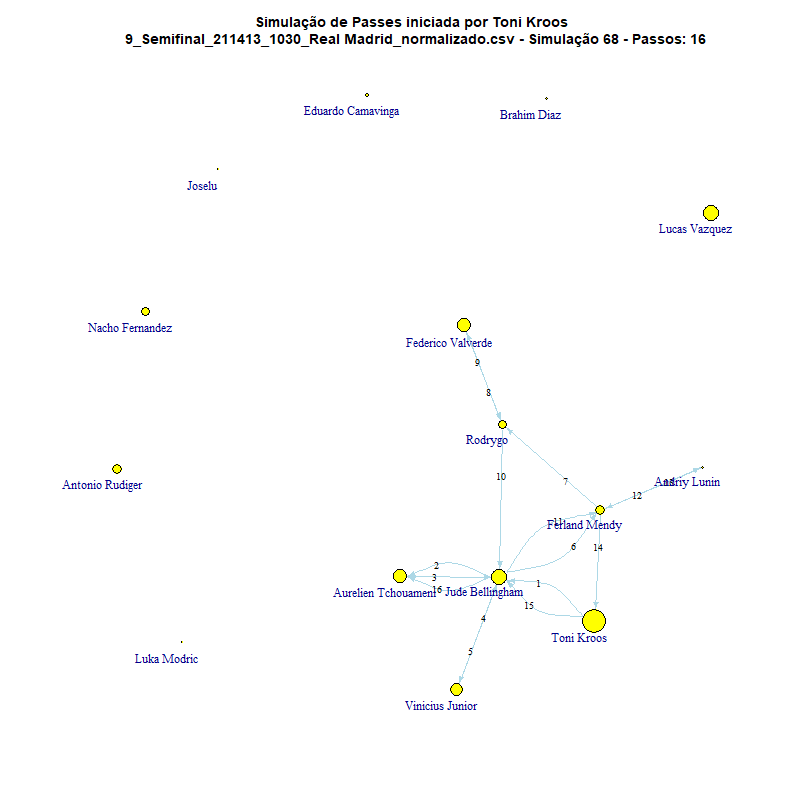 Simulação de Passes iniciada por Toni Kroos
9_Semifinal_211413_1030_Real Madrid_normalizado.csv - Simulação 68 - Passos: 16
Eduardo Camavinga
Brahim Diaz
Joselu
Lucas Vazquez
Nacho Fernandez
Federico Valverde
9
8
Rodrygo
10
7
Antonio Rudiger
Andriy Lunin
12
11
Ferland Mendy
6
14
2
3
1
16
Aurelien Tchouameni
Jude Bellingham
15
4
Toni Kroos
5
Luka Modric
Vinicius Junior